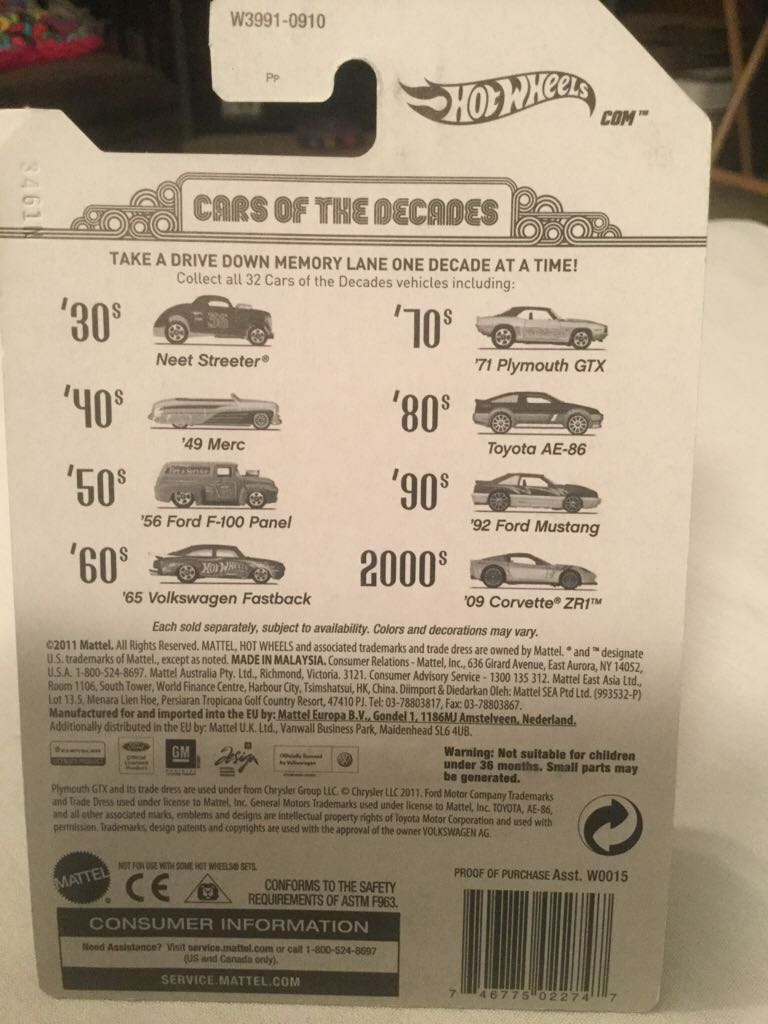 W3991-0910
Pp
HOT WHEELS
COM™
3461N
CARS OF THE DECADES
TAKE A DRIVE DOWN MEMORY LANE ONE DECADE AT A TIME!
Collect all 32 Cars of the Decades vehicles including:
'30s
Neet Streeter®
'70s
'71 Plymouth GTX
'40s
'49 Merc
'80s
Toyota AE-86
'50s
'56 Ford F-100 Panel
'90s
'92 Ford Mustang
'60s
HOT WHEELS
'65 Volkswagen Fastback
2000s
'09 Corvette® ZR1™
Each sold separately, subject to availability. Colors and decorations may vary.
©2011 Mattel. All Rights Reserved. MATTEL, HOT WHEELS and associated trademarks and trade dress are owned by Mattel. ® and ™ designate
U.S. trademarks of Mattel., except as noted. MADE IN MALAYSIA. Consumer Relations - Mattel, Inc., 636 Girard Avenue, East Aurora, NY 14052,
U.S.A. 1-800-524-8697. Mattel Australia Pty. Ltd., Richmond, Victoria. 3121. Consumer Advisory Service - 1300 135 312. Mattel East Asia Ltd.,
Room 1106, South Tower, World Finance Centre, Harbour City, Tsimshatsui, HK, China. Diimport & Diedarkan Oleh: Mattel SEA Ptd Ltd. (993532-P)
Lot 13.5, Menara Lien Hoe, Persiaran Tropicana Golf Country Resort, 47410 PJ. Tel: 03-78803817, Fax: 03-78803867.
Manufactured for and imported into the EU by: Mattel Europa B.V., Gondel 1, 1186MJ Amstelveen, Nederland.
Additionally distributed in the EU by: Mattel U.K. Ltd., Vanwall Business Park, Maidenhead SL6 4UB.
CHRYSLER
Ford
Official
Licensed
Product
GM
Design
Officially licensed
by Volkswagen
Warning: Not suitable for children
under 36 months. Small parts may
be generated.
Plymouth GTX and its trade dress are used under from Chrysler Group LLC. © Chrysler LLC 2011. Ford Motor Company Trademarks
and Trade Dress used under license to Mattel, Inc. General Motors Trademarks used under license to Mattel, Inc. TOYOTA, AE-86,
and all other associated marks, emblems and designs are intellectual property rights of Toyota Motor Corporation and used with
permission. Trademarks, design patents and copyrights are used with the approval of the owner VOLKSWAGEN AG.
MATTEL
NOT FOR USE WITH SOME HOT WHEELS® SETS.
CE
CONFORMS TO THE SAFETY
REQUIREMENTS OF ASTM F963.
PROOF OF PURCHASE Asst. W0015
CONSUMER INFORMATION
Need Assistance? Visit service.mattel.com or call 1-800-524-8697
(US and Canada only).
SERVICE.MATTEL.COM
7 46775 02274 7